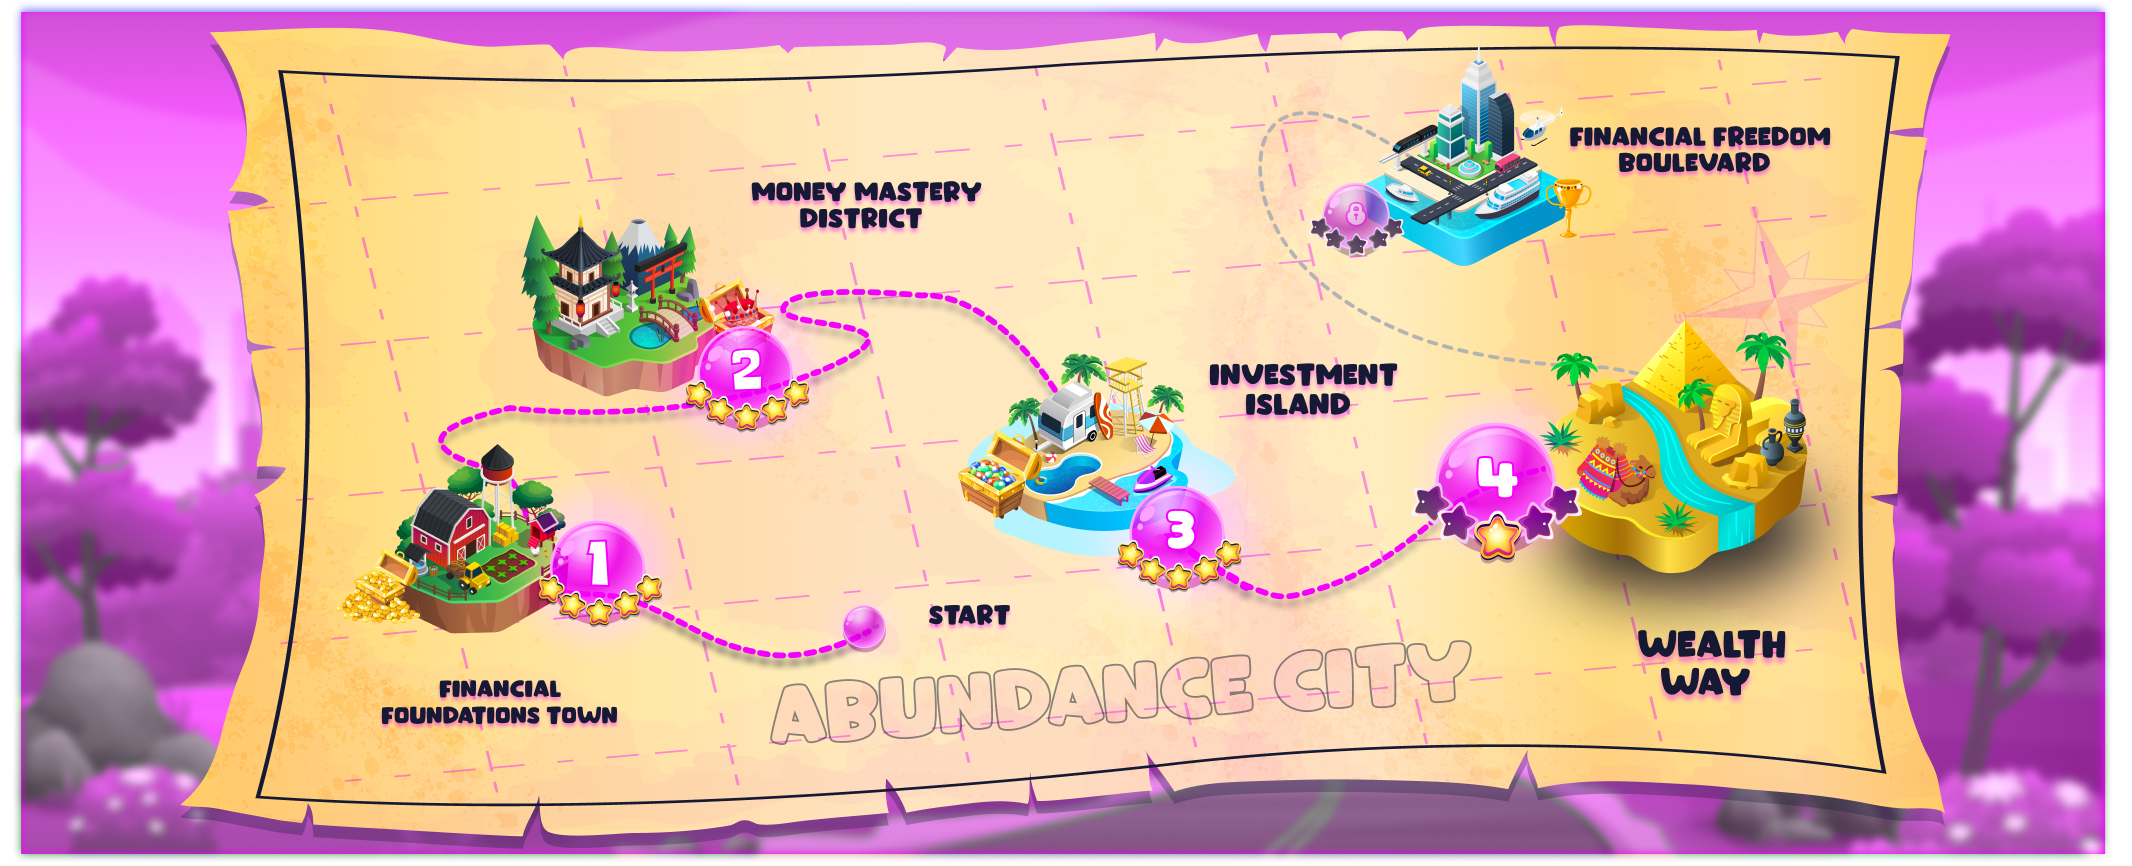 FINANCIAL FREEDOM
BOULEVARD
MONEY MASTERY
DISTRICT
2
INVESTMENT
ISLAND
4
3
1
START
WEALTH
WAY
FINANCIAL
FOUNDATIONS TOWN
ABUNDANCE CITY